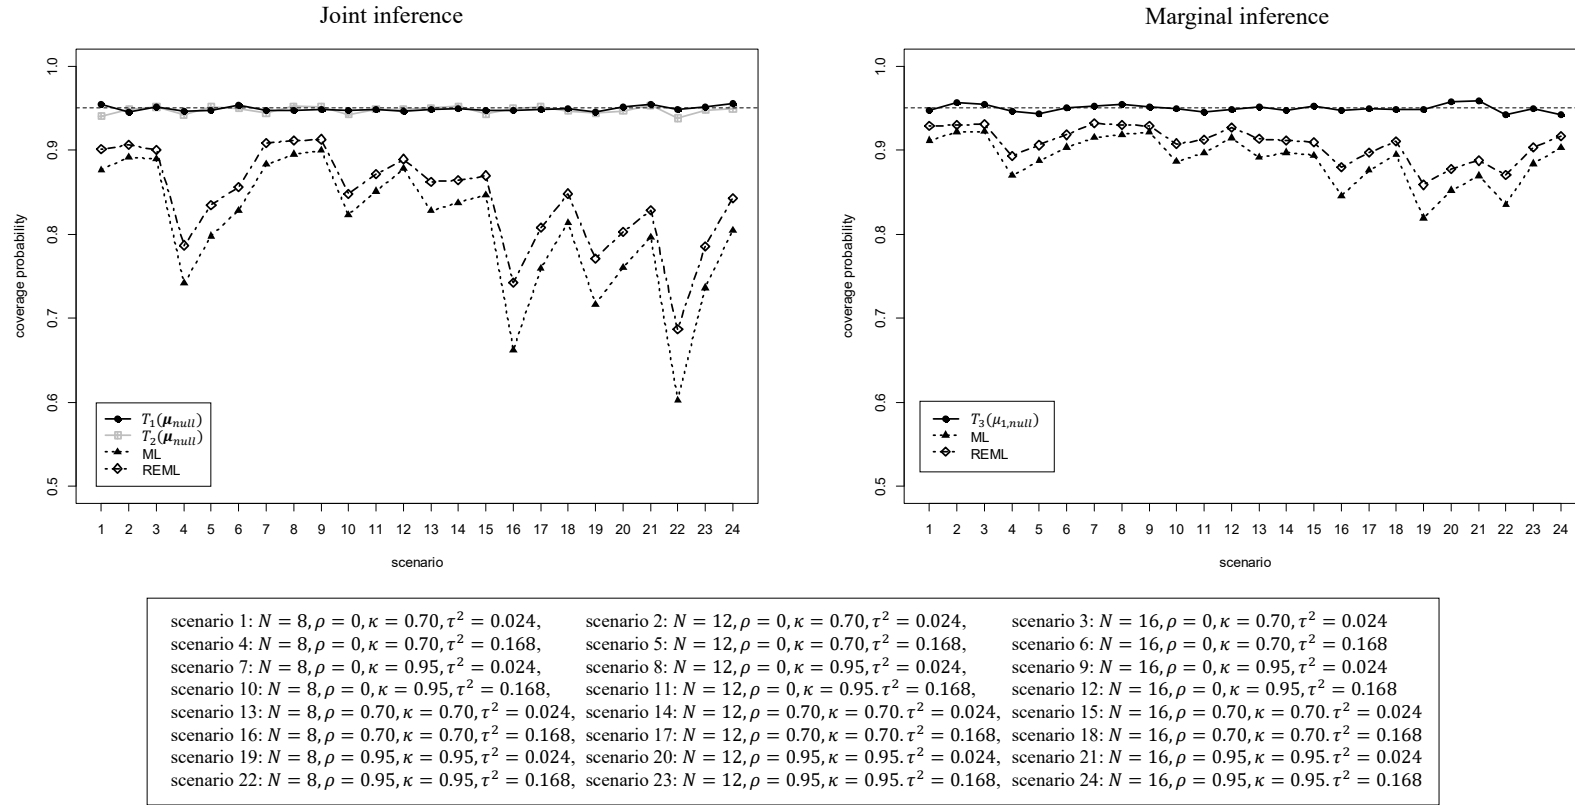 Joint inference
1.0
0.9
0.8
0.7
0.6
0.5
coverage probability
T₁(μ_null)
T₂(μ_null)
ML
REML
1 2 3 4 5 6 7 8 9 10 11 12 13 14 15 16 17 18 19 20 21 22 23 24
scenario
Marginal inference
1.0
0.9
0.8
0.7
0.6
0.5
coverage probability
T₃(μ_1,null)
ML
REML
1 2 3 4 5 6 7 8 9 10 11 12 13 14 15 16 17 18 19 20 21 22 23 24
scenario
scenario 1: N = 8, ρ = 0, κ = 0.70, τ² = 0.024, scenario 2: N = 12, ρ = 0, κ = 0.70, τ² = 0.024, scenario 3: N = 16, ρ = 0, κ = 0.70, τ² = 0.024
scenario 4: N = 8, ρ = 0, κ = 0.70, τ² = 0.168, scenario 5: N = 12, ρ = 0, κ = 0.70, τ² = 0.168, scenario 6: N = 16, ρ = 0, κ = 0.70, τ² = 0.168
scenario 7: N = 8, ρ = 0, κ = 0.95, τ² = 0.024, scenario 8: N = 12, ρ = 0, κ = 0.95, τ² = 0.024, scenario 9: N = 16, ρ = 0, κ = 0.95, τ² = 0.024
scenario 10: N = 8, ρ = 0, κ = 0.95, τ² = 0.168, scenario 11: N = 12, ρ = 0, κ = 0.95. τ² = 0.168, scenario 12: N = 16, ρ = 0, κ = 0.95, τ² = 0.168
scenario 13: N = 8, ρ = 0.70, κ = 0.70, τ² = 0.024, scenario 14: N = 12, ρ = 0.70, κ = 0.70. τ² = 0.024, scenario 15: N = 16, ρ = 0.70, κ = 0.70. τ² = 0.024
scenario 16: N = 8, ρ = 0.70, κ = 0.70, τ² = 0.168, scenario 17: N = 12, ρ = 0.70, κ = 0.70. τ² = 0.168, scenario 18: N = 16, ρ = 0.70, κ = 0.70. τ² = 0.168
scenario 19: N = 8, ρ = 0.95, κ = 0.95, τ² = 0.024, scenario 20: N = 12, ρ = 0.95, κ = 0.95. τ² = 0.024, scenario 21: N = 16, ρ = 0.95, κ = 0.95. τ² = 0.024
scenario 22: N = 8, ρ = 0.95, κ = 0.95, τ² = 0.168, scenario 23: N = 12, ρ = 0.95, κ = 0.95. τ² = 0.168, scenario 24: N = 16, ρ = 0.95, κ = 0.95. τ² = 0.168